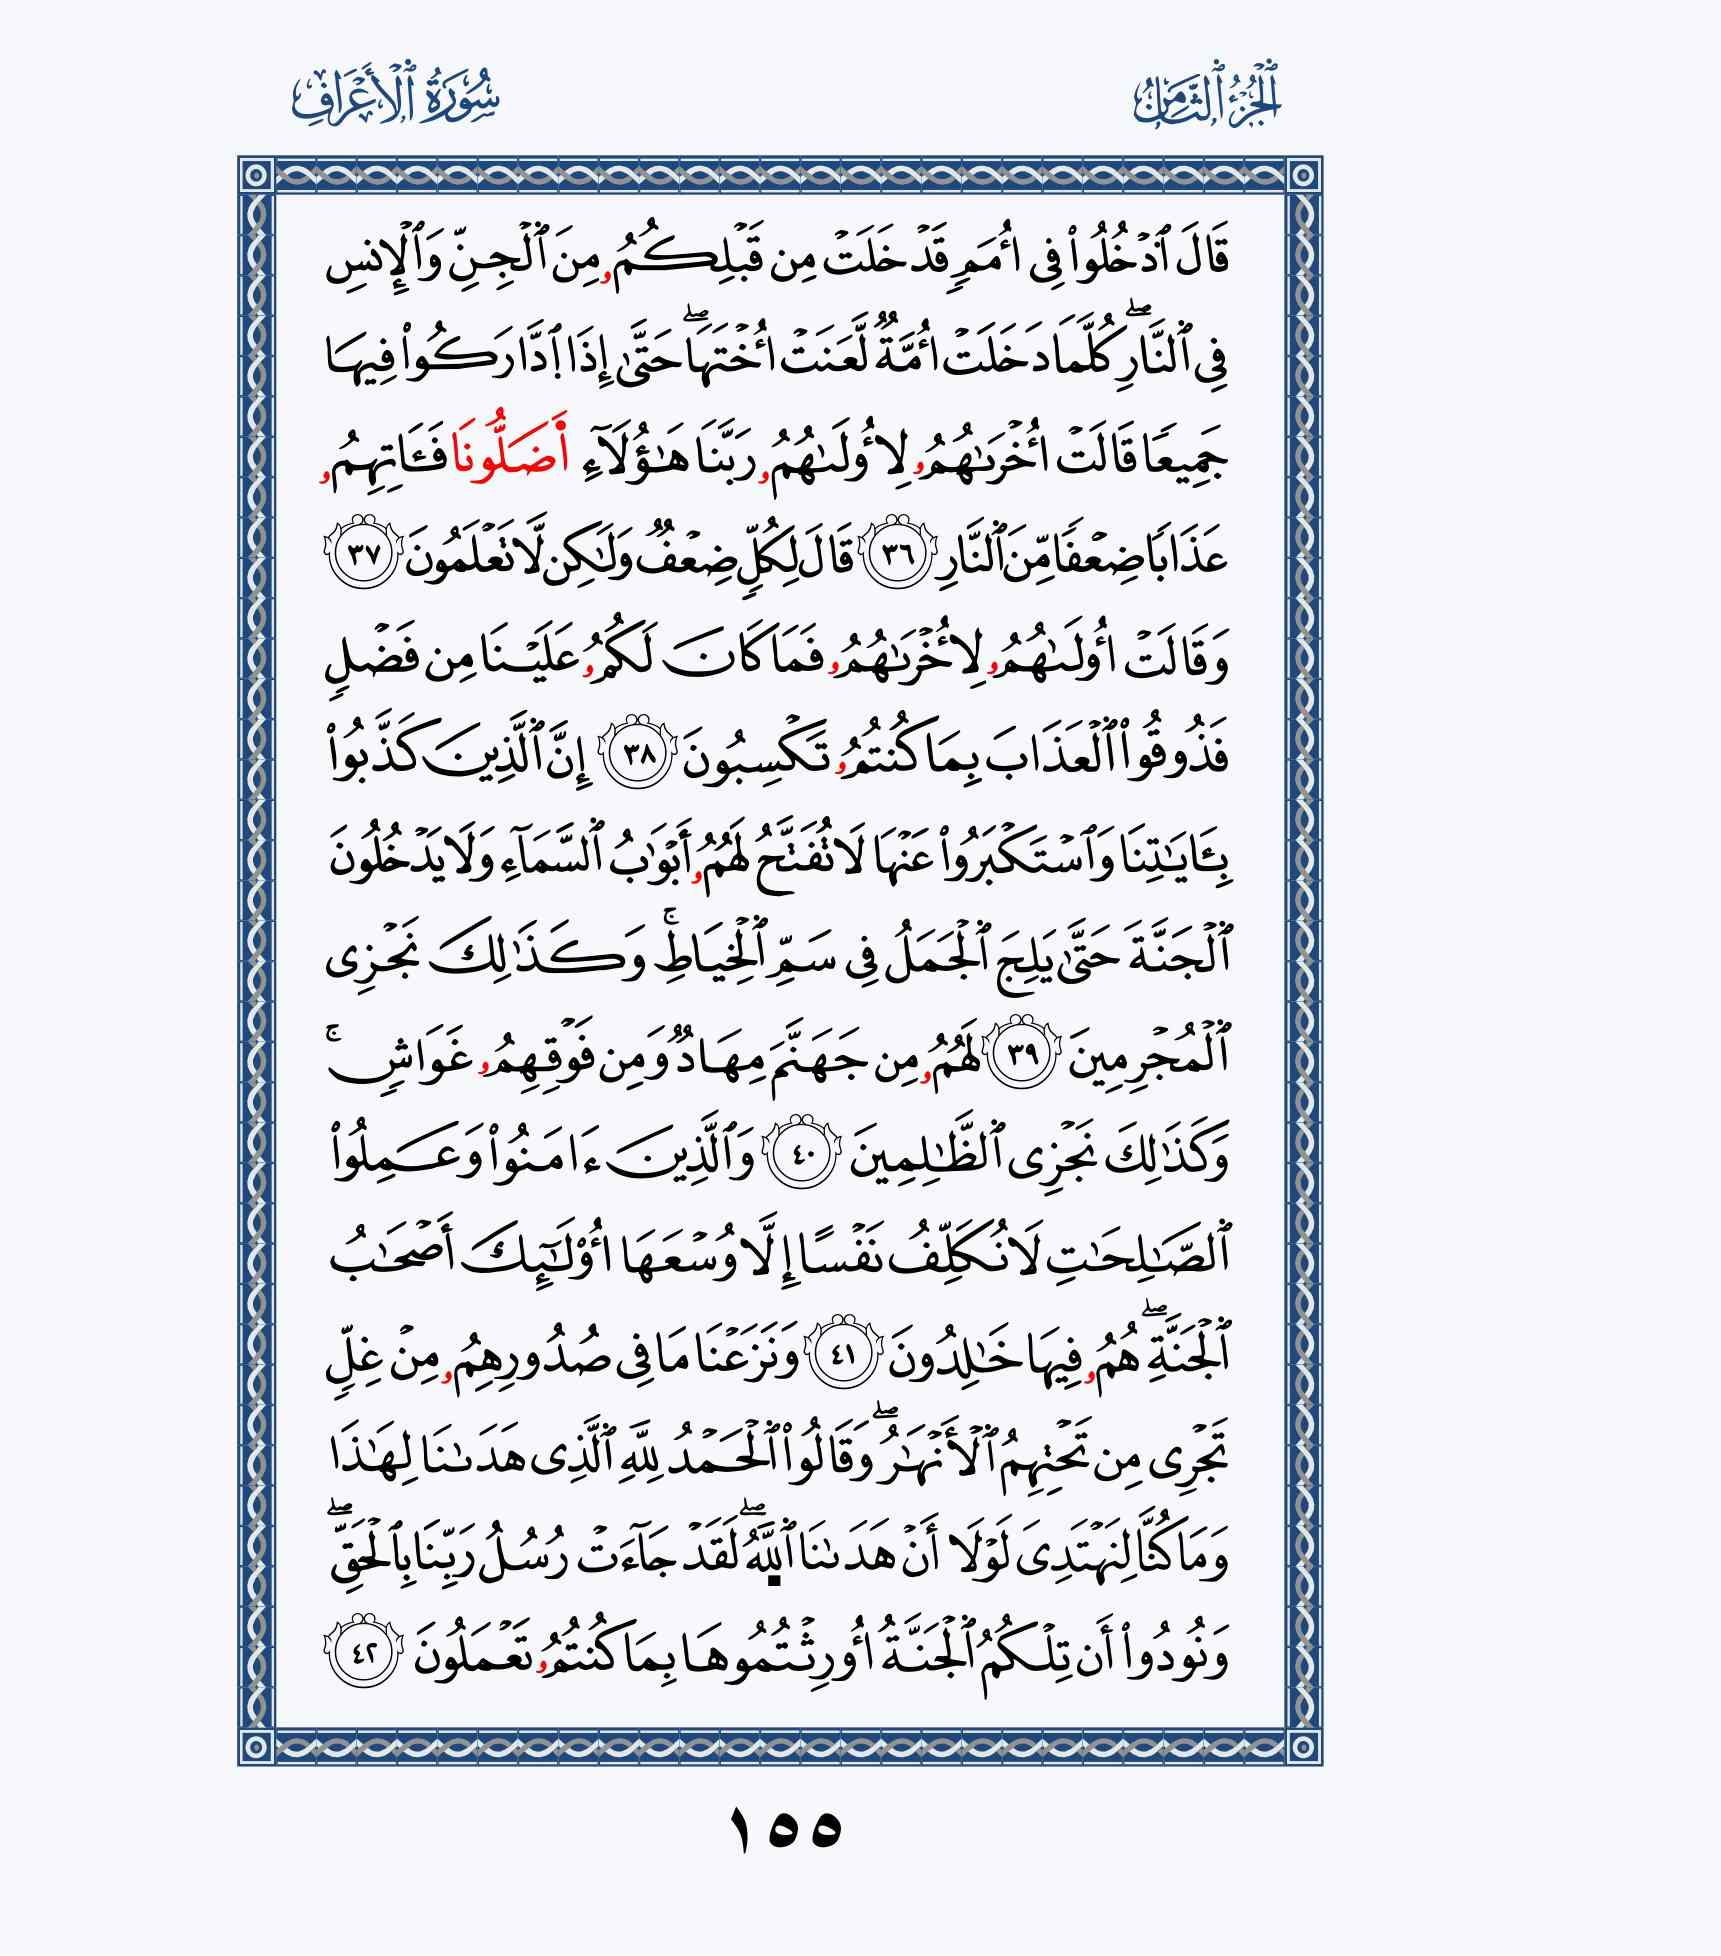 ٱلْجُزْءُ ٱلثَّامِنُ
سُورَةُ ٱلْأَعْرَافِ
قَالَ ٱدْخُلُوا۟ فِى أُمَمٍ قَدْ خَلَتْ مِن قَبْلِكُمُۥ مِنَ ٱلْجِنِّ وَٱلْإِنسِ
فِى ٱلنَّارِۖ كُلَّمَا دَخَلَتْ أُمَّةٌ لَّعَنَتْ أُخْتَهَاۖ حَتَّىٰ إِذَا ٱدَّارَكُوا۟ فِيهَا
جَمِيعًا قَالَتْ أُخْرَىٰهُمُۥ لِأُولَىٰهُمُۥ رَبَّنَا هَٰٓؤُلَآءِ أَضَلُّونَا فَـَٔاتِهِمُۥ
عَذَابًا ضِعْفًا مِّنَ ٱلنَّارِ ٣٦ قَالَ لِكُلٍّ ضِعْفٌ وَلَٰكِن لَّا تَعْلَمُونَ ٣٧
وَقَالَتْ أُولَىٰهُمُۥ لِأُخْرَىٰهُمُۥ فَمَا كَانَ لَكُمُۥ عَلَيْنَا مِن فَضْلٍ
فَذُوقُوا۟ ٱلْعَذَابَ بِمَا كُنتُمُۥ تَكْسِبُونَ ٣٨ إِنَّ ٱلَّذِينَ كَذَّبُوا۟
بِـَٔايَٰتِنَا وَٱسْتَكْبَرُوا۟ عَنْهَا لَا تُفَتَّحُ لَهُمُۥ أَبْوَٰبُ ٱلسَّمَآءِ وَلَا يَدْخُلُونَ
ٱلْجَنَّةَ حَتَّىٰ يَلِجَ ٱلْجَمَلُ فِى سَمِّ ٱلْخِيَاطِۚ وَكَذَٰلِكَ نَجْزِى
ٱلْمُجْرِمِينَ ٣٩ لَهُمُۥ مِن جَهَنَّمَ مِهَادٌ وَمِن فَوْقِهِمُۥ غَوَاشٍۚ
وَكَذَٰلِكَ نَجْزِى ٱلظَّٰلِمِينَ ٤٠ وَٱلَّذِينَ ءَامَنُوا۟ وَعَمِلُوا۟
ٱلصَّٰلِحَٰتِ لَا نُكَلِّفُ نَفْسًا إِلَّا وُسْعَهَا أُو۟لَٰٓئِكَ أَصْحَٰبُ
ٱلْجَنَّةِۖ هُمُۥ فِيهَا خَٰلِدُونَ ٤١ وَنَزَعْنَا مَا فِى صُدُورِهِمُۥ مِنْ غِلٍّ
تَجْرِى مِن تَحْتِهِمُ ٱلْأَنْهَٰرُۖ وَقَالُوا۟ ٱلْحَمْدُ لِلَّهِ ٱلَّذِى هَدَىٰنَا لِهَٰذَا
وَمَا كُنَّا لِنَهْتَدِىَ لَوْلَا أَنْ هَدَىٰنَا ٱللَّهُۖ لَقَدْ جَآءَتْ رُسُلُ رَبِّنَا بِٱلْحَقِّۖ
وَنُودُوا۟ أَن تِلْكُمُ ٱلْجَنَّةُ أُورِثْتُمُوهَا بِمَا كُنتُمُۥ تَعْمَلُونَ ٤٢
١٥٥